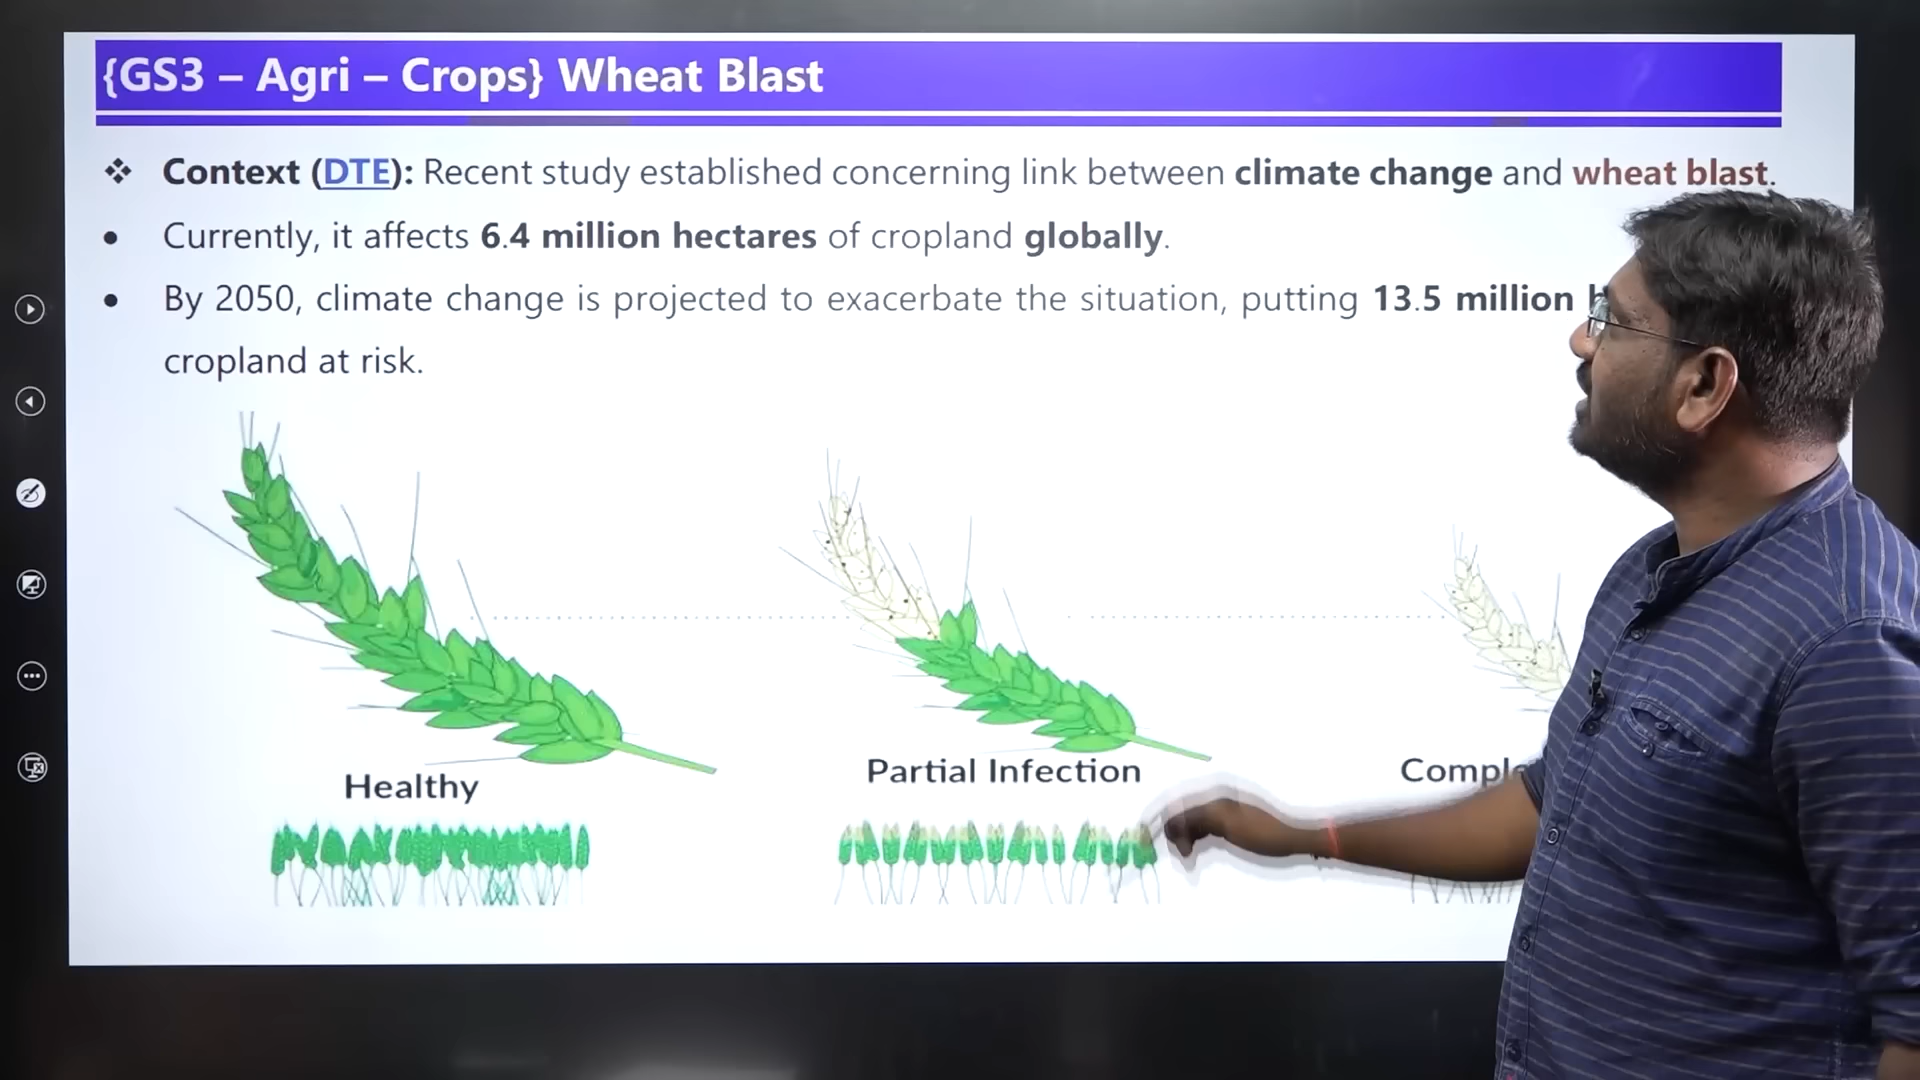 {GS3 – Agri – Crops} Wheat Blast
❖ Context (DTE): Recent study established concerning link between climate change and wheat blast.
• Currently, it affects 6.4 million hectares of cropland globally.
• By 2050, climate change is projected to exacerbate the situation, putting 13.5 million
cropland at risk.
Healthy
Partial Infection